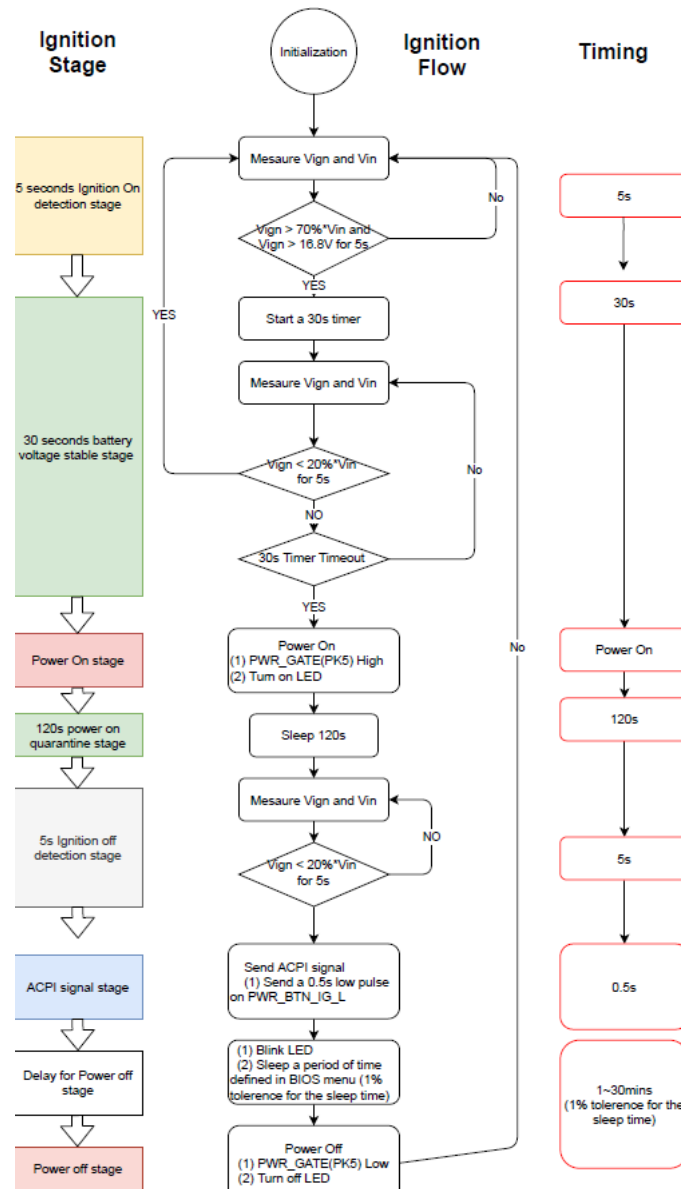 Ignition
Stage
Initialization
Ignition
Flow
Timing
5 seconds Ignition On
detection stage
Mesaure Vign and Vin
No
Vign > 70%*Vin and
Vign > 16.8V for 5s
5s
YES
YES
Start a 30s timer
30s
Mesaure Vign and Vin
30 seconds battery
voltage stable stage
Vign < 20%*Vin
for 5s
No
NO
30s Timer Timeout
YES
Power On stage
Power On
(1) PWR_GATE(PK5) High
(2) Turn on LED
No
Power On
120s power on
quarantine stage
Sleep 120s
120s
5s Ignition off
detection stage
Mesaure Vign and Vin
NO
Vign < 20%*Vin
for 5s
5s
ACPI signal stage
Send ACPI signal
(1) Send a 0.5s low pulse
on PWR_BTN_IG_L
0.5s
Delay for Power off
stage
(1) Blink LED
(2) Sleep a period of time
defined in BIOS menu (1%
tolerence for the sleep time)
1~30mins
(1% tolerence for the
sleep time)
Power off stage
Power Off
(1) PWR_GATE(PK5) Low
(2) Turn off LED